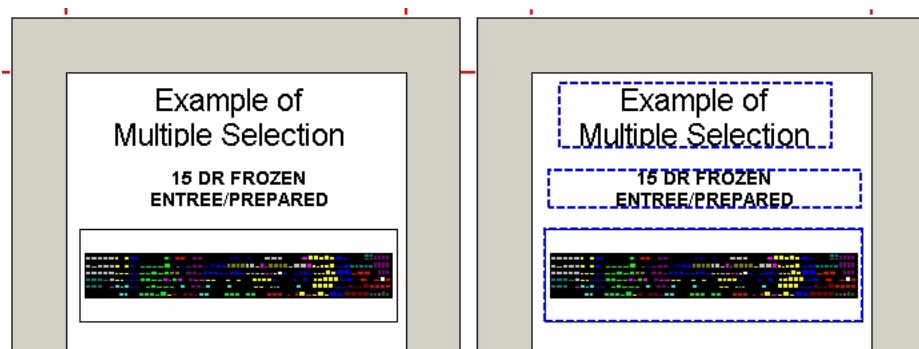 Example of
Multiple Selection
15 DR FROZEN
ENTREE/PREPARED
Example of
Multiple Selection
15 DR FROZEN
ENTREE/PREPARED